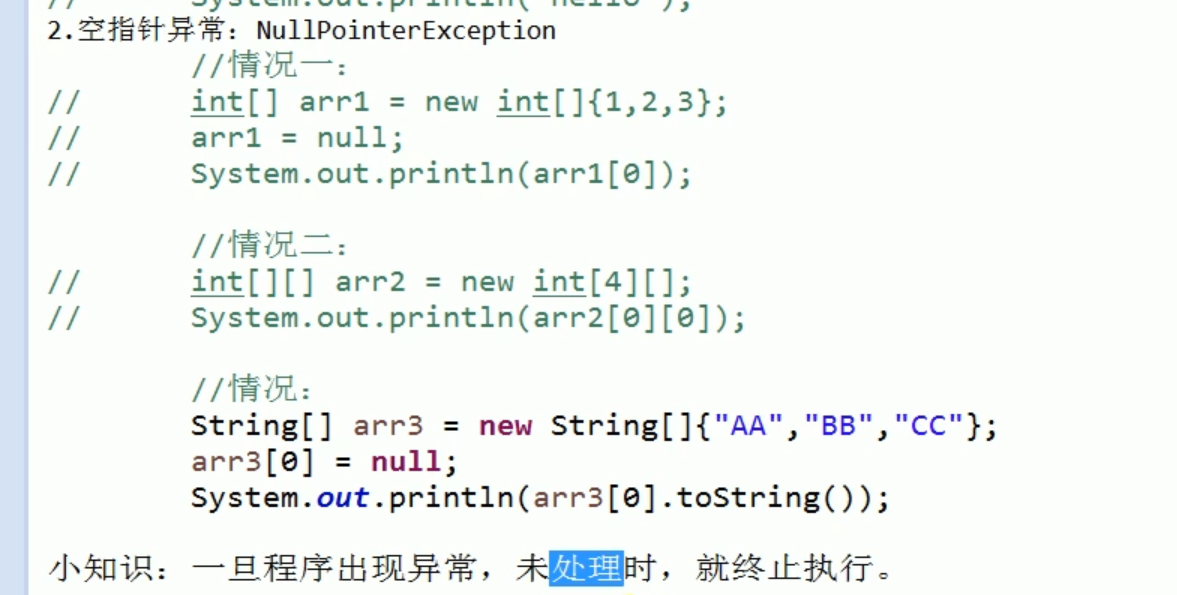 //          System.out.println("hello");
2.空指针异常：NullPointerException
        //情况一：
//      int[] arr1 = new int[]{1,2,3};
//      arr1 = null;
//      System.out.println(arr1[0]);
        //情况二：
//      int[][] arr2 = new int[4][];
//      System.out.println(arr2[0][0]);
        //情况：
        String[] arr3 = new String[]{"AA","BB","CC"};
        arr3[0] = null;
        System.out.println(arr3[0].toString());
小知识：一旦程序出现异常，未处理时，就终止执行。